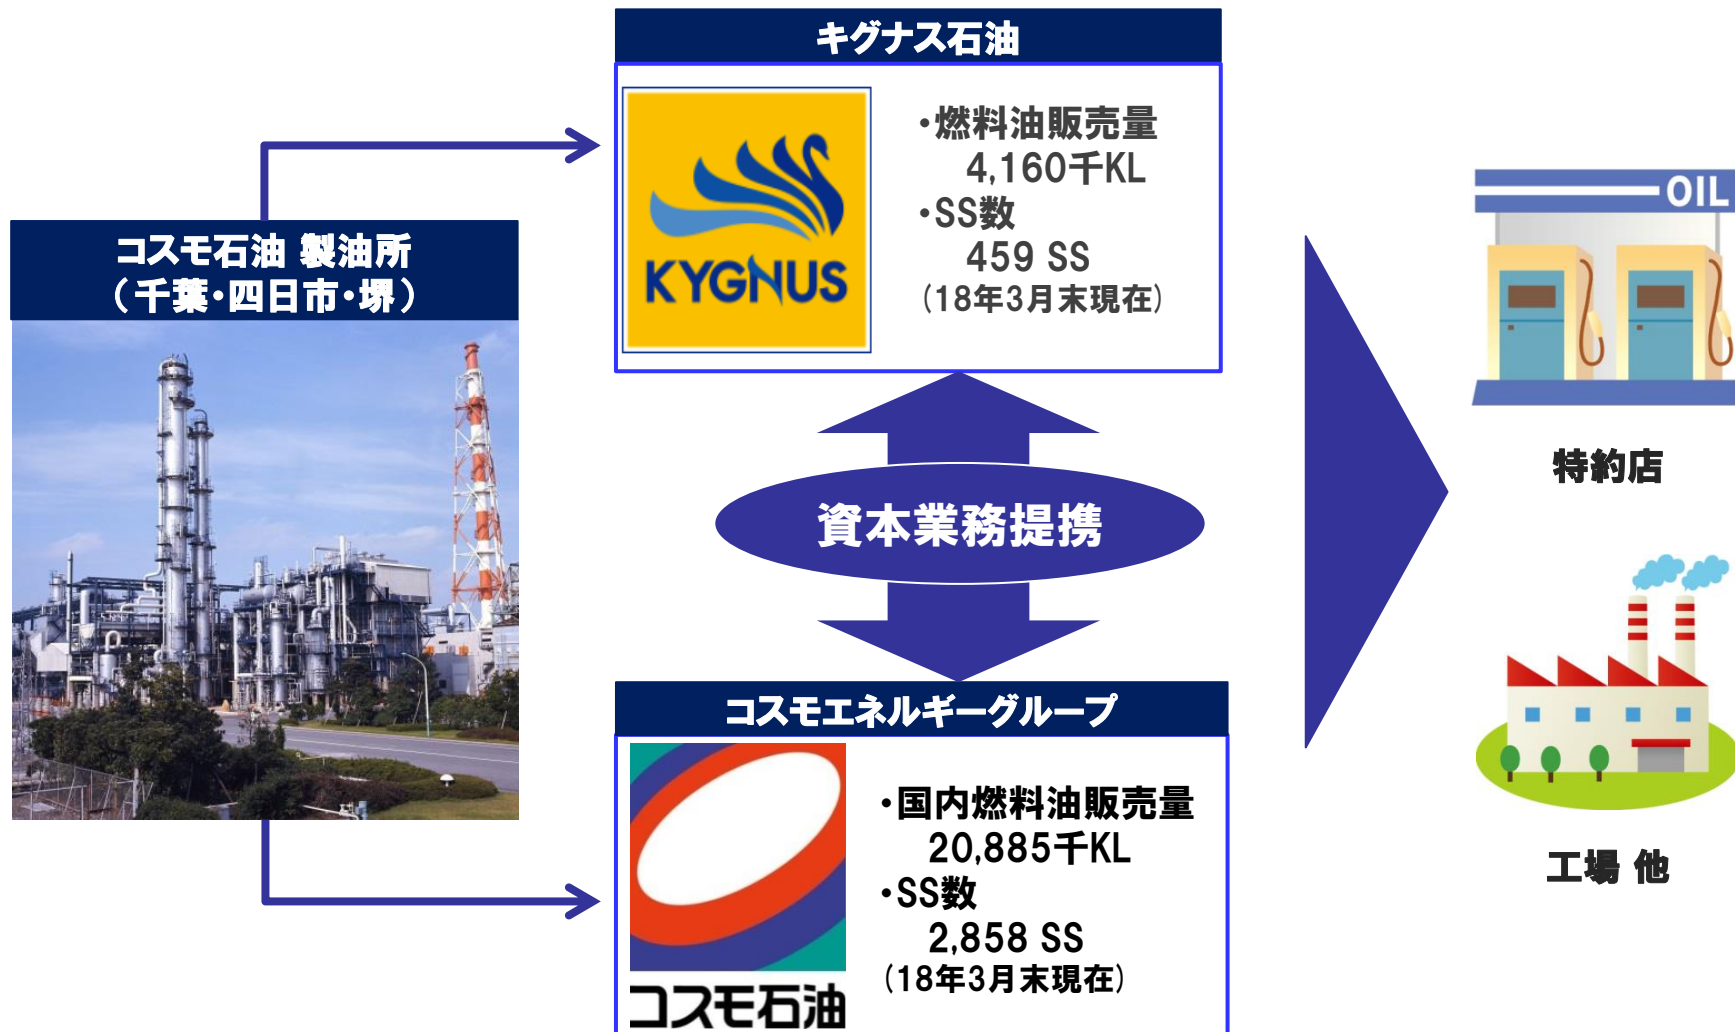 キグナス石油
KYGNUS
・燃料油販売量
4,160千KL
・SS数
459 SS
(18年3月末現在)
コスモ石油 製油所
(千葉・四日市・堺)
資本業務提携
コスモエネルギーグループ
コスモ石油
・国内燃料油販売量
20,885千KL
・SS数
2,858 SS
(18年3月末現在)
OIL
特約店
工場 他